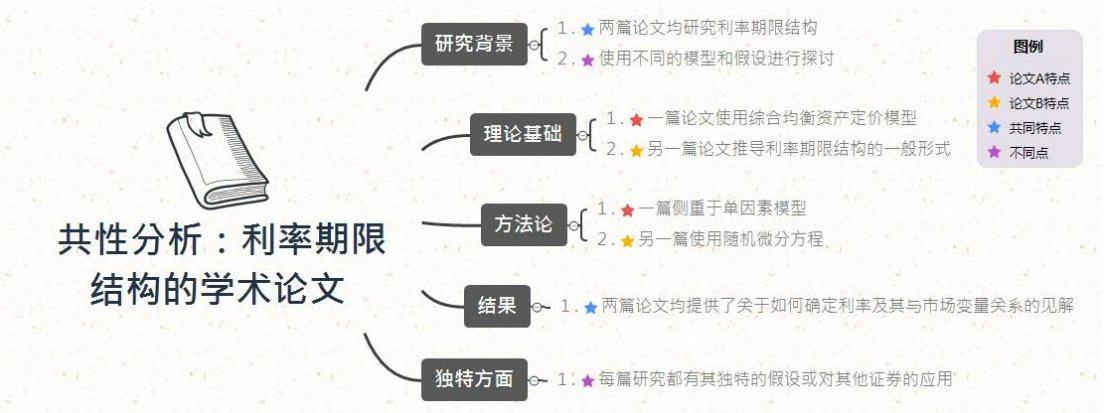 共性分析：利率期限
结构的学术论文
研究背景
1. 两篇论文均研究利率期限结构
2. 使用不同的模型和假设进行探讨
理论基础
1. 一篇论文使用综合均衡资产定价模型
2. 另一篇论文推导利率期限结构的一般形式
方法论
1. 一篇侧重于单因素模型
2. 另一篇使用随机微分方程
结果
1. 两篇论文均提供了关于如何确定利率及其与市场变量关系的见解
独特方面
1. 每篇研究都有其独特的假设或对其他证券的应用
图例
论文A特点
论文B特点
共同特点
不同点